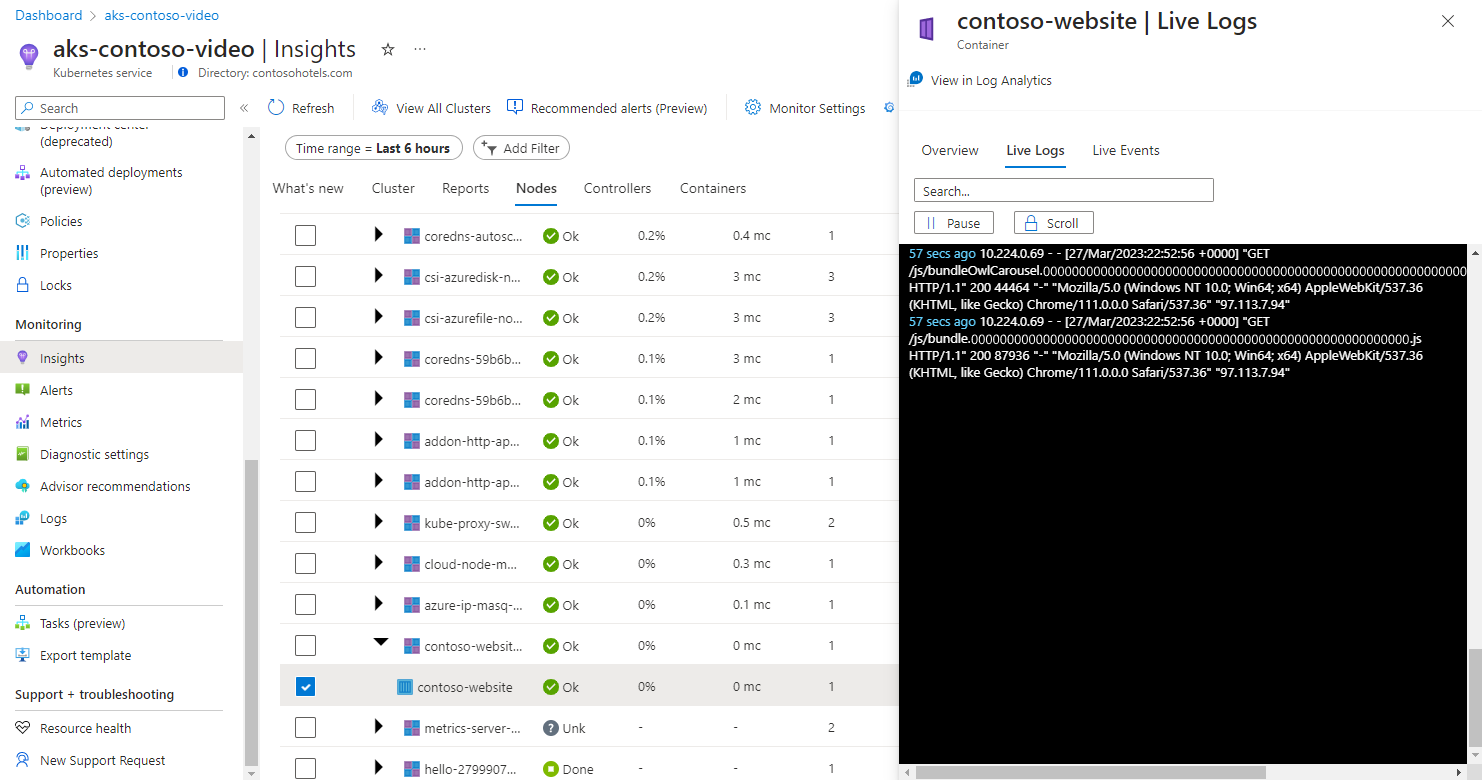 Dashboard > aks-contoso-video
aks-contoso-video | Insights
Kubernetes service
Directory: contosohotels.com
Search
Deployment center
(deprecated)
Automated deployments
(preview)
Policies
Properties
Locks
Monitoring
Insights
Alerts
Metrics
Diagnostic settings
Advisor recommendations
Logs
Workbooks
Automation
Tasks (preview)
Export template
Support + troubleshooting
Resource health
New Support Request
Refresh
View All Clusters
Recommended alerts (Preview)
Monitor Settings
Time range = Last 6 hours
Add Filter
What's new Cluster Reports Nodes Controllers Containers
coredns-autosc... Ok 0.2% 0.4 mc 1
csi-azuredisk-n... Ok 0.2% 3 mc 3
csi-azurefile-no... Ok 0.2% 3 mc 3
coredns-59b6b... Ok 0.1% 3 mc 1
coredns-59b6b... Ok 0.1% 2 mc 1
addon-http-ap... Ok 0.1% 1 mc 1
addon-http-ap... Ok 0.1% 1 mc 1
kube-proxy-sw... Ok 0% 0.5 mc 2
cloud-node-m... Ok 0% 0.3 mc 1
azure-ip-masq-... Ok 0% 0.1 mc 1
contoso-websit... Ok 0% 0 mc 1
contoso-website Ok 0% 0 mc 1
metrics-server-... Unk - - 2
hello-2799907... Done - - 1
contoso-website | Live Logs
Container
View in Log Analytics
Overview Live Logs Live Events
Search...
Pause
Scroll
57 secs ago 10.224.0.69 - - [27/Mar/2023:22:52:56 +0000] "GET
/js/bundleOwlCarousel.00000000000000000000000000000000000000000000000000000000000
HTTP/1.1" 200 44464 "-" "Mozilla/5.0 (Windows NT 10.0; Win64; x64) AppleWebKit/537.36
(KHTML, like Gecko) Chrome/111.0.0.0 Safari/537.36" "97.113.7.94"
57 secs ago 10.224.0.69 - - [27/Mar/2023:22:52:56 +0000] "GET
/js/bundle.0000000000000000000000000000000000000000000000000000000000000.js
HTTP/1.1" 200 87936 "-" "Mozilla/5.0 (Windows NT 10.0; Win64; x64) AppleWebKit/537.36
(KHTML, like Gecko) Chrome/111.0.0.0 Safari/537.36" "97.113.7.94"